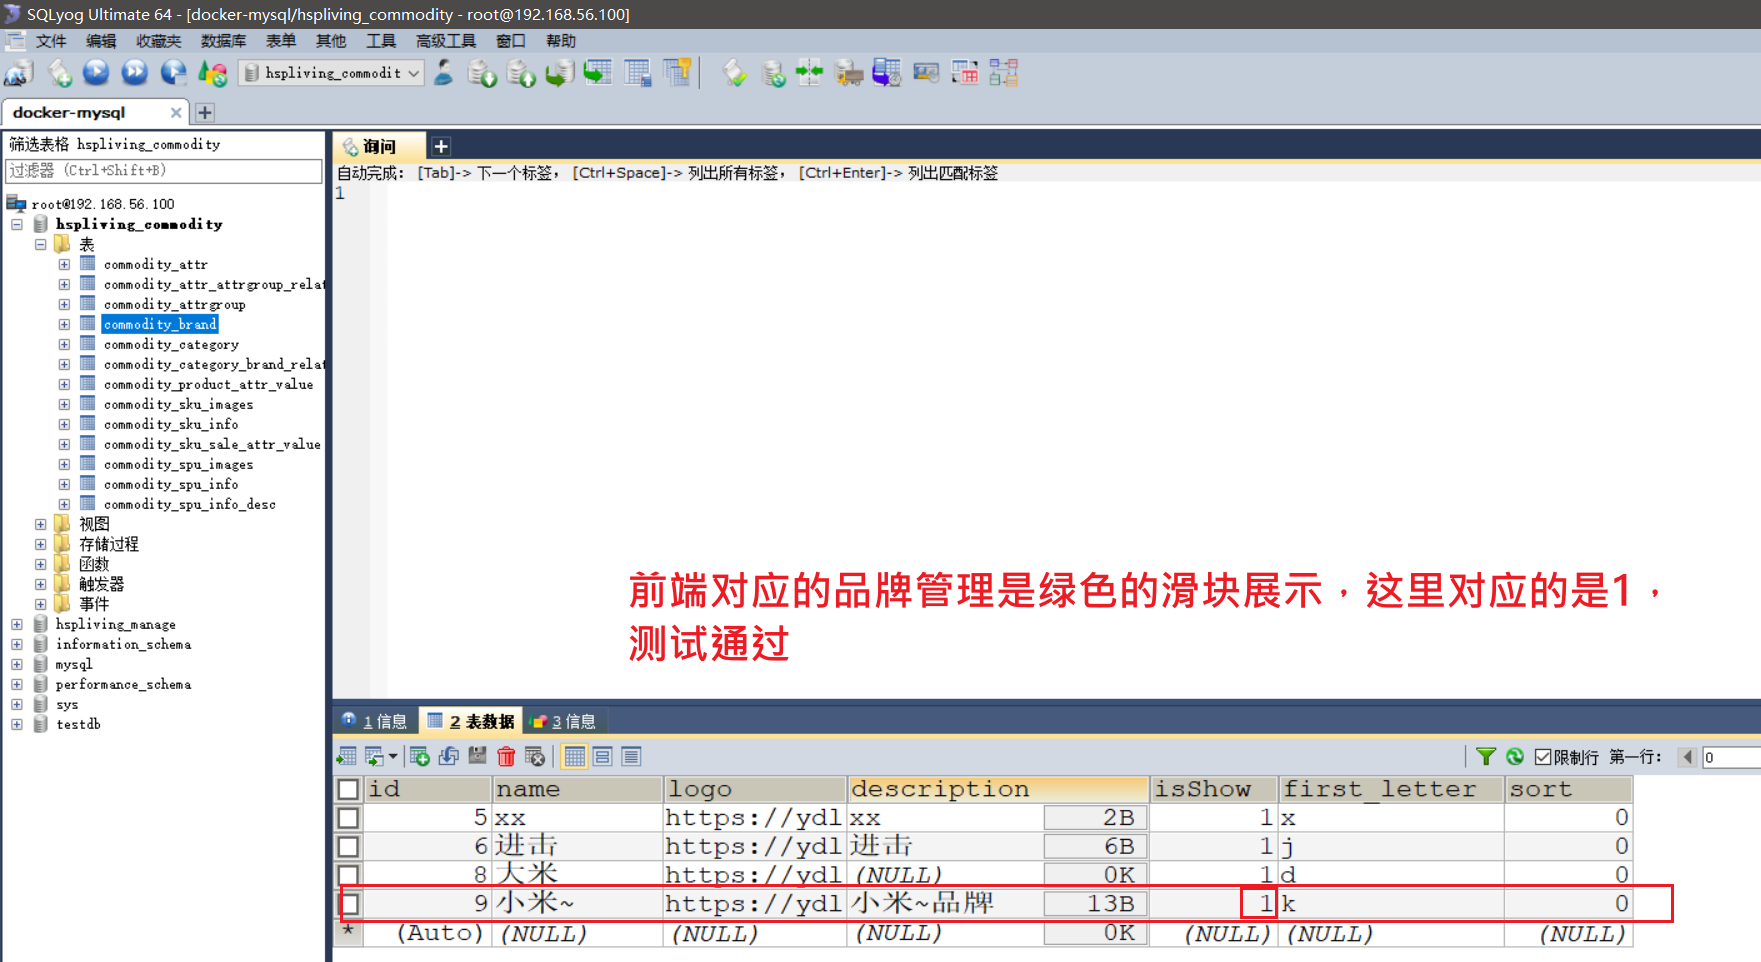 SQLyog Ultimate 64 - [docker-mysql/hspliving_commodity - root@192.168.56.100]
文件 编辑 收藏夹 数据库 表单 其他 工具 高级工具 窗口 帮助
hspliving_commodit
docker-mysql
筛选表格 hspliving_commodity
过滤器 (Ctrl+Shift+B)
root@192.168.56.100
hspliving_commodity
表
commodity_attr
commodity_attr_attrgroup_relat
commodity_attrgroup
commodity_brand
commodity_category
commodity_category_brand_relat
commodity_product_attr_value
commodity_sku_images
commodity_sku_info
commodity_sku_sale_attr_value
commodity_spu_images
commodity_spu_info
commodity_spu_info_desc
视图
存储过程
函数
触发器
事件
hspliving_manage
information_schema
mysql
performance_schema
sys
testdb
询问
自动完成: [Tab]-> 下一个标签, [Ctrl+Space]-> 列出所有标签, [Ctrl+Enter]-> 列出匹配标签
1
前端对应的品牌管理是绿色的滑块展示，这里对应的是1，
测试通过
1 信息 2 表数据 3 信息
限制行 第一行: 0
id name logo description isShow first_letter sort
5 xx https://ydl xx 2B 1 x 0
6 进击 https://ydl 进击 6B 1 j 0
8 大米 https://ydl (NULL) 0K 1 d 0
9 小米~ https://ydl 小米~品牌 13B 1 k 0
* (Auto) (NULL) (NULL) (NULL) 0K (NULL) (NULL) (NULL)